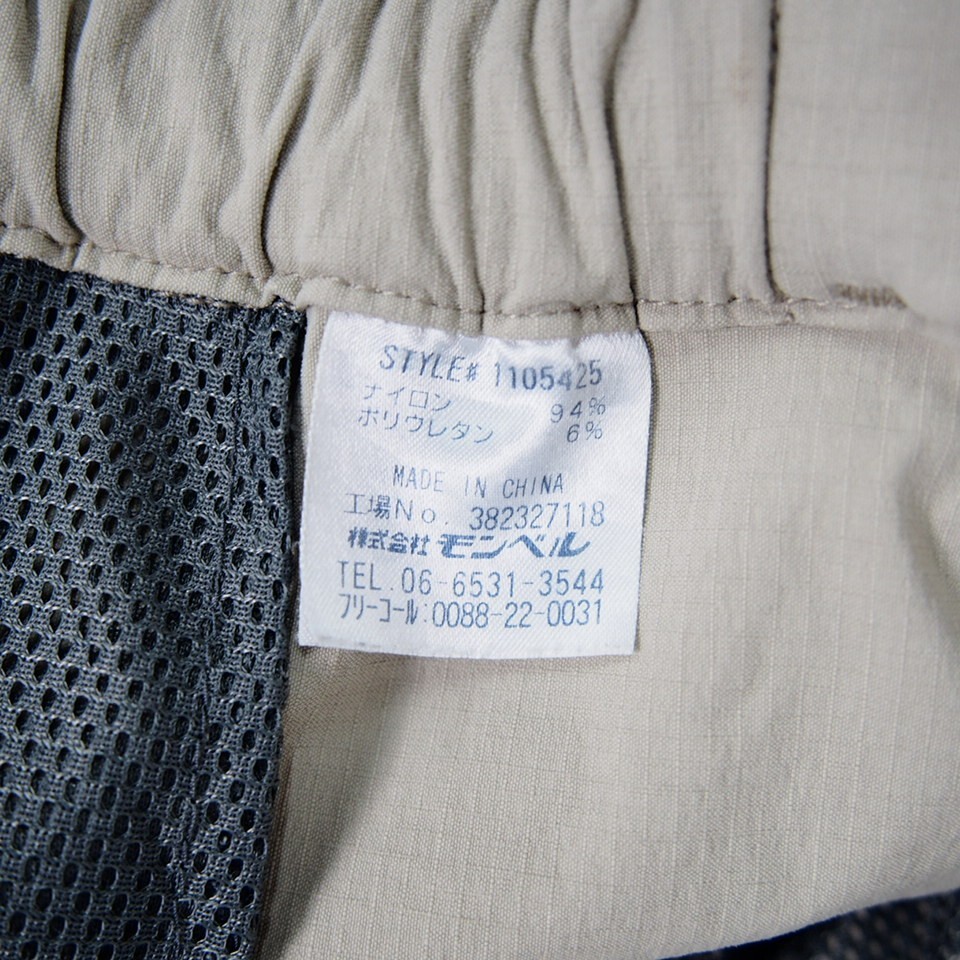 STYLE# 1105425
ナイロン 94%
ポリウレタン 6%
MADE IN CHINA
工場No. 382327118
株式会社 モンベル
TEL.06-6531-3544
フリーコール:0088-22-0031